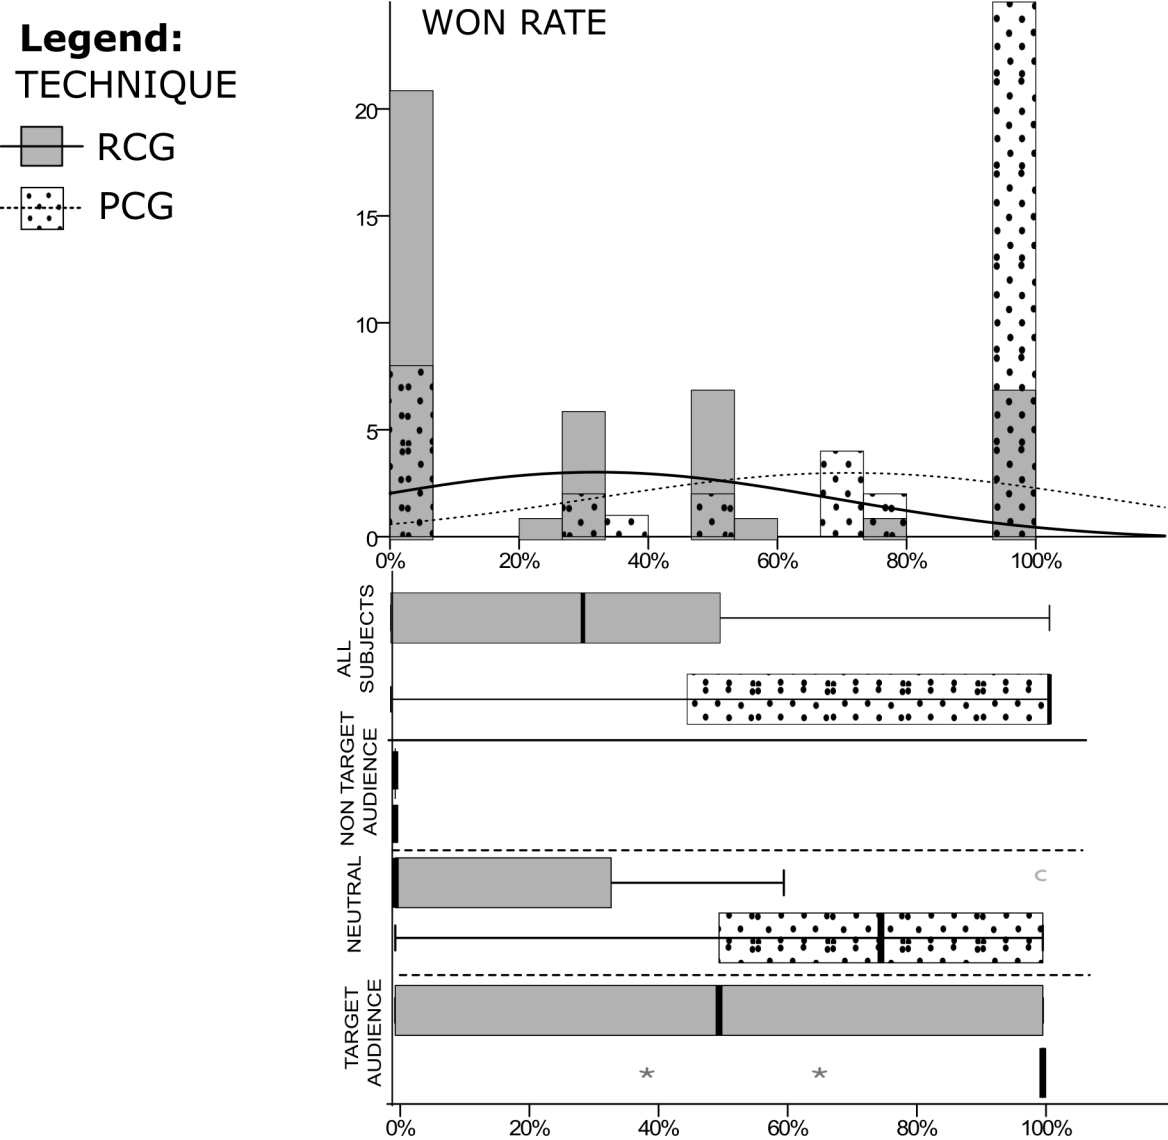 WON RATE
Legend:
TECHNIQUE
RCG
PCG
20
15
10
5
0
0% 20% 40% 60% 80% 100%
ALL
SUBJECTS
NON TARGET
AUDIENCE
NEUTRAL
TARGET
AUDIENCE
0% 20% 40% 60% 80% 100%